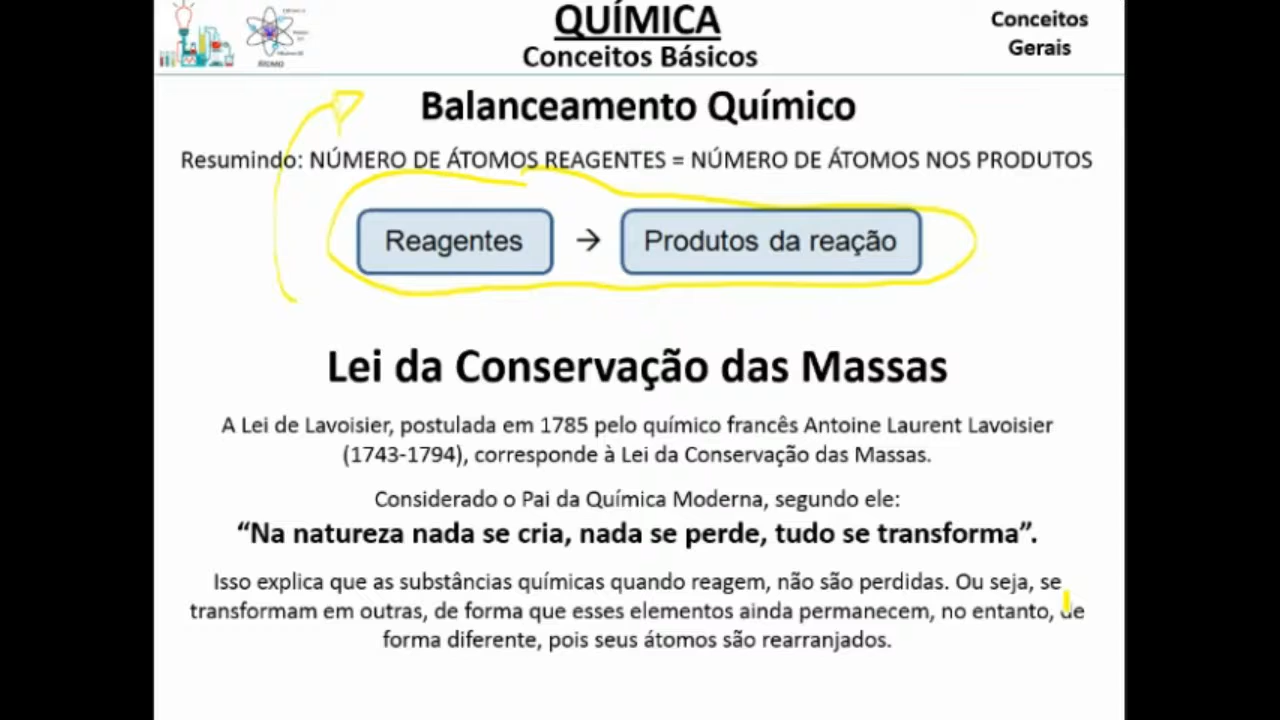 QUÍMICA
Conceitos Básicos
Conceitos
Gerais
ÁTOMO
Balanceamento Químico
Resumindo: NÚMERO DE ÁTOMOS REAGENTES = NÚMERO DE ÁTOMOS NOS PRODUTOS
Reagentes → Produtos da reação
Lei da Conservação das Massas
A Lei de Lavoisier, postulada em 1785 pelo químico francês Antoine Laurent Lavoisier
(1743-1794), corresponde à Lei da Conservação das Massas.
Considerado o Pai da Química Moderna, segundo ele:
“Na natureza nada se cria, nada se perde, tudo se transforma”.
Isso explica que as substâncias químicas quando reagem, não são perdidas. Ou seja, se
transformam em outras, de forma que esses elementos ainda permanecem, no entanto, de
forma diferente, pois seus átomos são rearranjados.